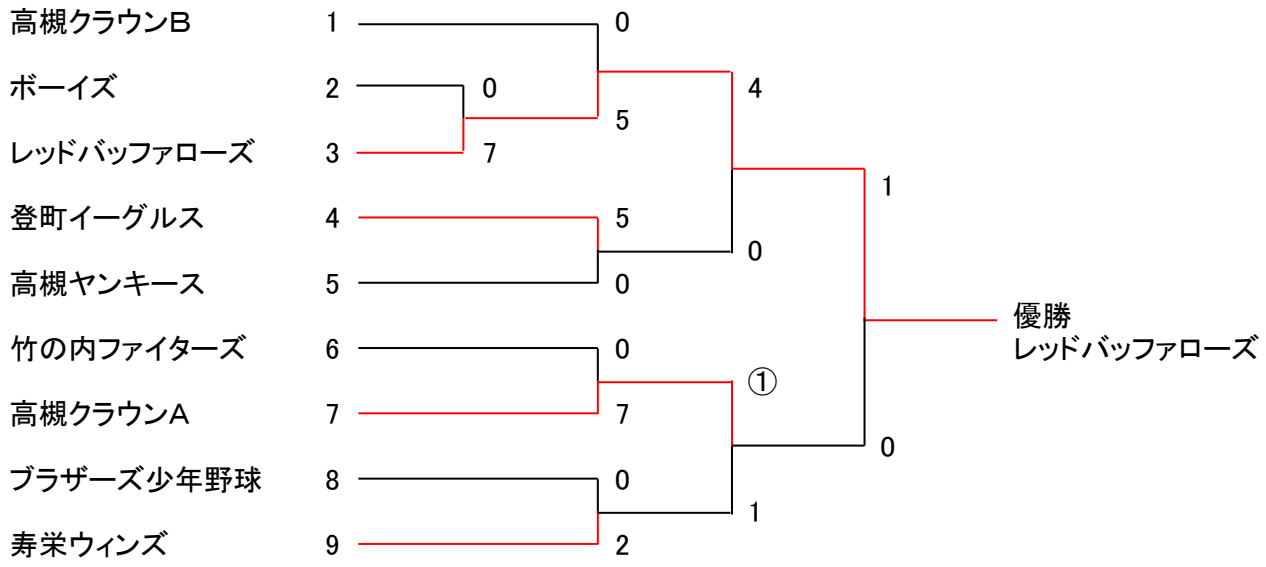 高槻クラウンB 1 0
ボーイズ 2 0 4
5
レッドバッファローズ 3 7
1
登町イーグルス 4 5
0
高槻ヤンキース 5 0
優勝
レッドバッファローズ
竹の内ファイターズ 6 0
①
高槻クラウンA 7 7
0
ブラザーズ少年野球 8 0
1
寿栄ウィンズ 9 2